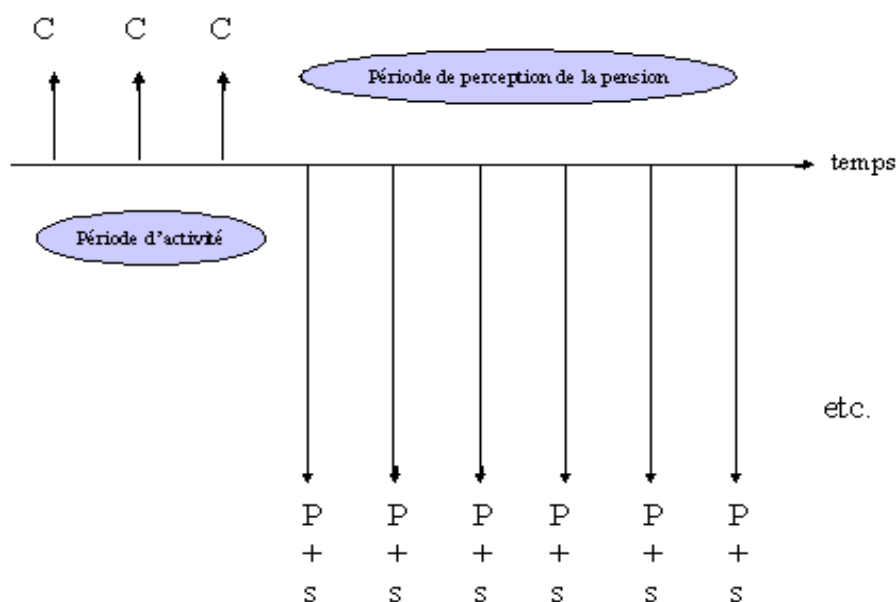 C C C
Période de perception de la pension
temps
Période d'activité
etc.
P P P P P P
+ + + + + +
s s s s s s